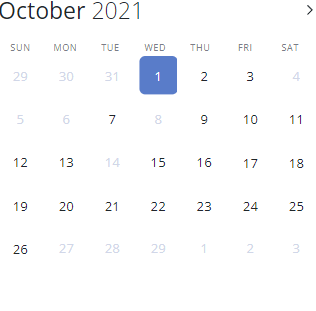 October 2021
SUN MON TUE WED THU FRI SAT
29 30 31 1 2 3 4
5 6 7 8 9 10 11
12 13 14 15 16 17 18
19 20 21 22 23 24 25
26 27 28 29 1 2 3